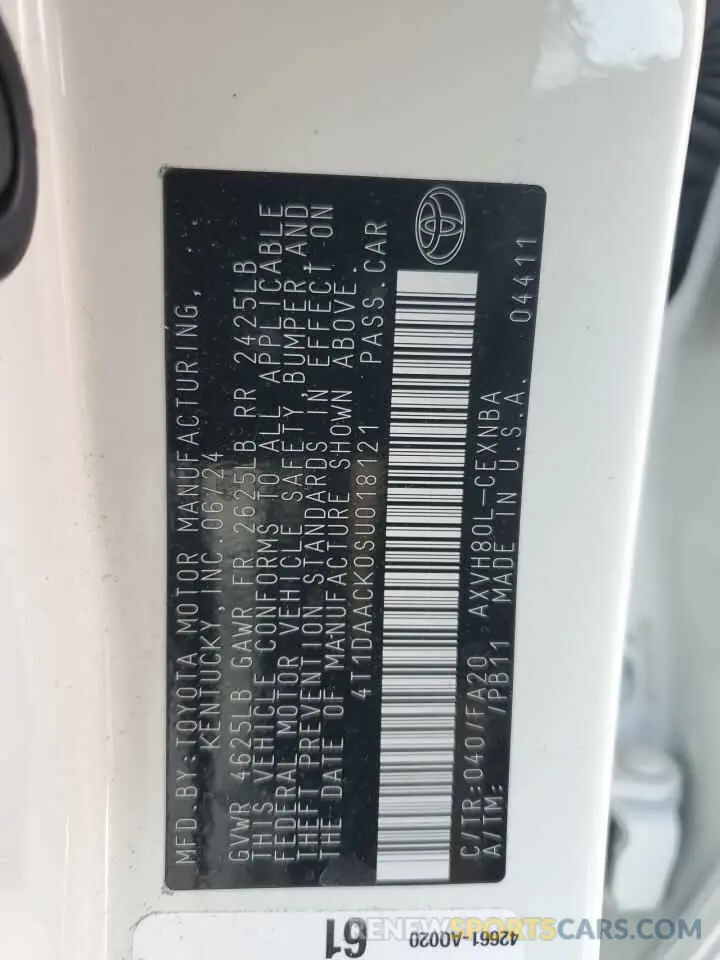 MFD.BY:TOYOTA MOTOR MANUFACTURING,
KENTUCKY,INC.06/24
GVWR 4625LB GAWR FR 2625LB RR 2425LB
THIS VEHICLE CONFORMS TO ALL APPLICABLE
FEDERAL MOTOR VEHICLE SAFETY,BUMPER,AND
THEFT PREVENTION STANDARDS IN EFFECT ON
THE DATE OF MANUFACTURE SHOWN ABOVE.
4T1DAACK0SU018121 PASS.CAR
C/TR:040/FA20 AXVH80L-CEXNBA
A/TM: /PB11 MADE IN U.S.A. 04411
61
42661-A0020
RENEWSPORTCARS.COM